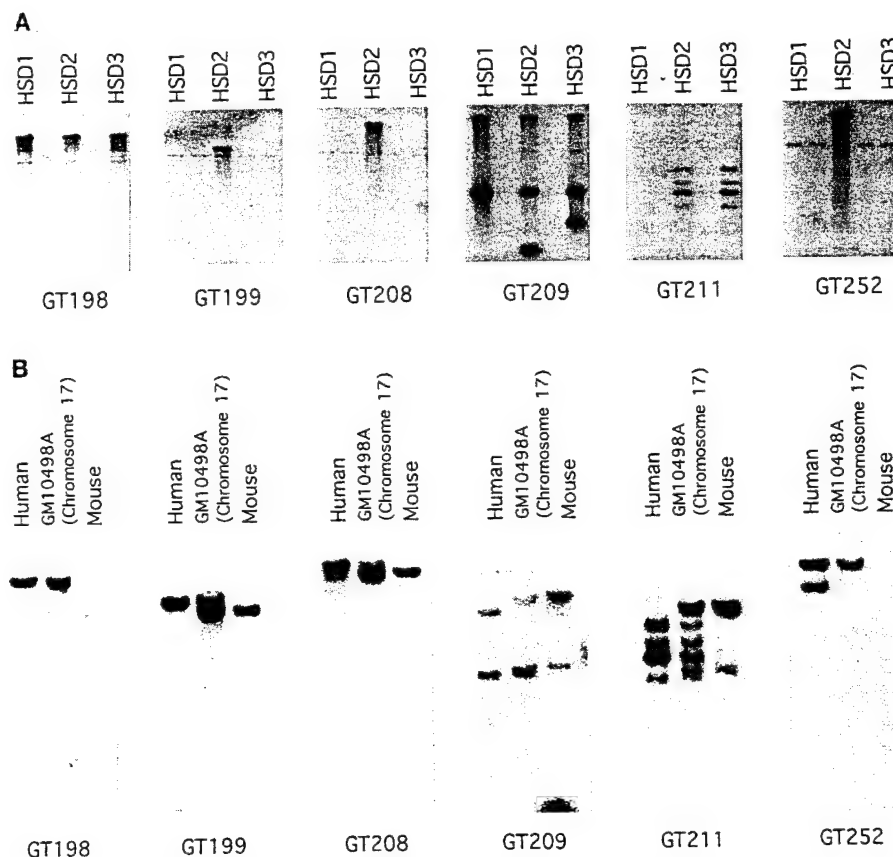 A
HSD1 HSD2 HSD3 HSD1 HSD2 HSD3 HSD1 HSD2 HSD3 HSD1 HSD2 HSD3 HSD1 HSD2 HSD3 HSD1 HSD2 HSD3
GT198 GT199 GT208 GT209 GT211 GT252
B
Human
GM10498A
(Chromosome 17)
Mouse
Human
GM10498A
(Chromosome 17)
Mouse
Human
GM10498A
(Chromosome 17)
Mouse
Human
GM10498A
(Chromosome 17)
Mouse
Human
GM10498A
(Chromosome 17)
Mouse
Human
GM10498A
(Chromosome 17)
Mouse
GT198 GT199 GT208 GT209 GT211 GT252